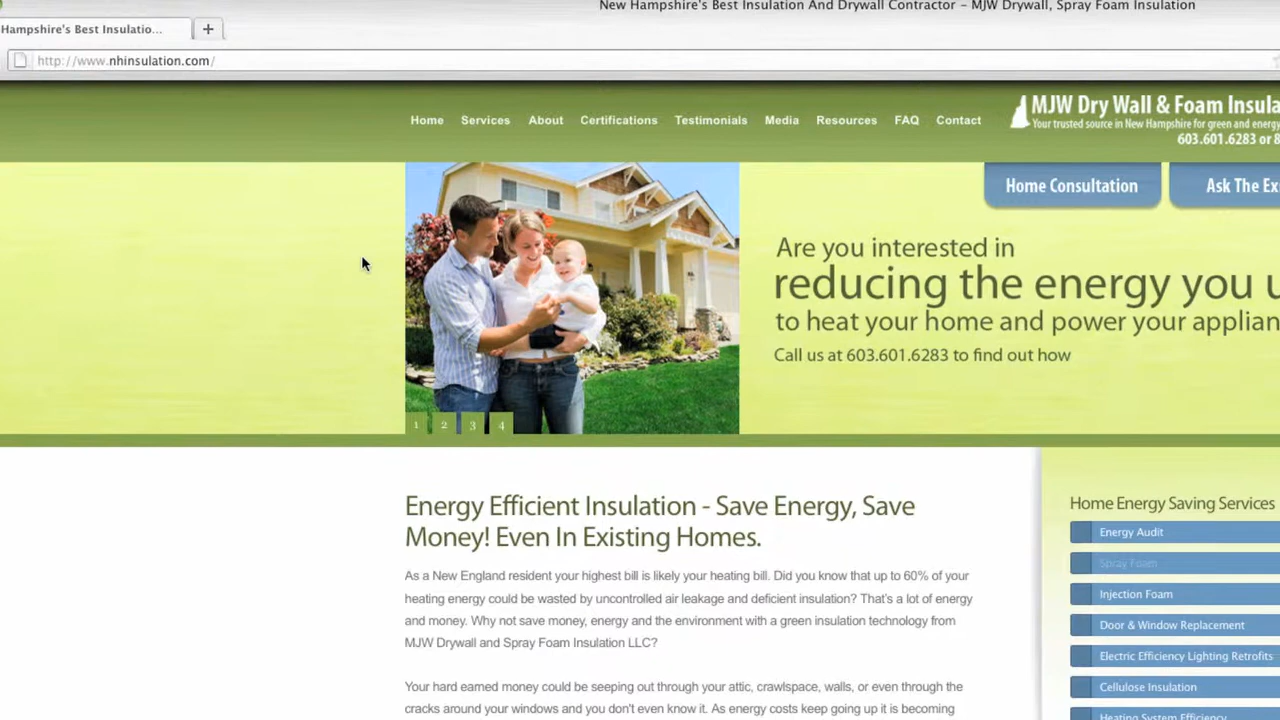 New Hampshire's Best Insulation And Drywall Contractor – MJW Drywall, Spray Foam Insulation
Hampshire's Best Insulatio...
http://www.nhinsulation.com/
Home Services About Certifications Testimonials Media Resources FAQ Contact
MJW Dry Wall & Foam Insula
Your trusted source in New Hampshire for green and energy
603.601.6283 or 8
Home Consultation
Ask The Ex
Are you interested in
reducing the energy you u
to heat your home and power your applian
Call us at 603.601.6283 to find out how
1 2 3 4
Energy Efficient Insulation - Save Energy, Save
Money! Even In Existing Homes.
As a New England resident your highest bill is likely your heating bill. Did you know that up to 60% of your
heating energy could be wasted by uncontrolled air leakage and deficient insulation? That's a lot of energy
and money. Why not save money, energy and the environment with a green insulation technology from
MJW Drywall and Spray Foam Insulation LLC?
Your hard earned money could be seeping out through your attic, crawlspace, walls, or even through the
cracks around your windows and you don't even know it. As energy costs keep going up it is becoming
Home Energy Saving Services
Energy Audit
Spray Foam
Injection Foam
Door & Window Replacement
Electric Efficiency Lighting Retrofits
Cellulose Insulation
Heating System Efficiency